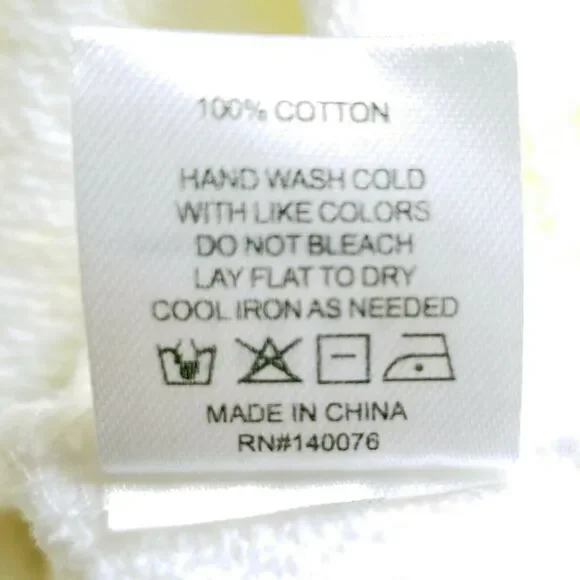 100% COTTON
HAND WASH COLD
WITH LIKE COLORS
DO NOT BLEACH
LAY FLAT TO DRY
COOL IRON AS NEEDED
MADE IN CHINA
RN#140076